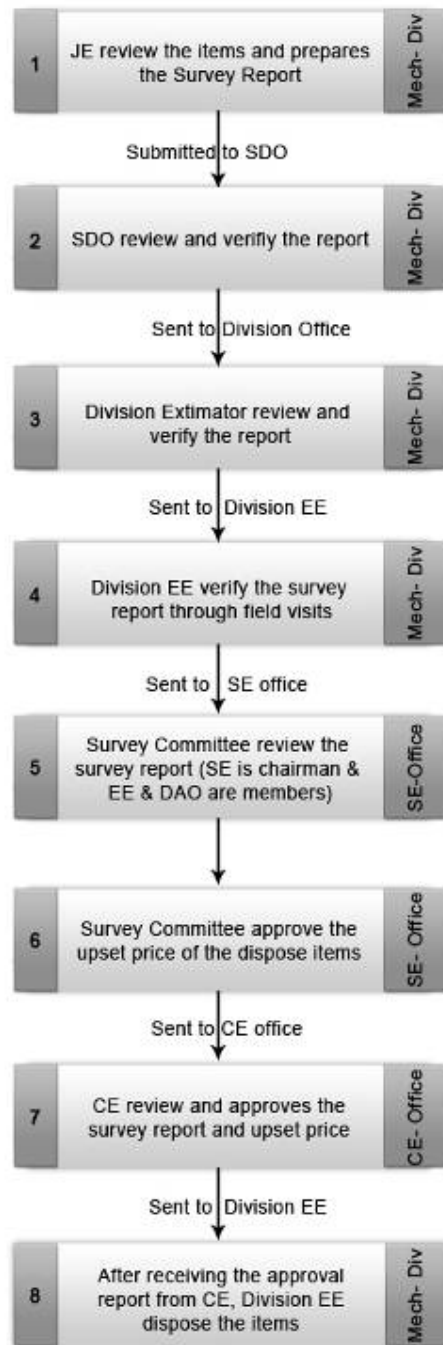 1
JE review the items and prepares
the Survey Report
Mech- Div
Submitted to SDO
2
SDO review and verifiy the report
Mech- Div
Sent to Division Office
3
Division Extimator review and
verify the report
Mech- Div
Sent to Division EE
4
Division EE verify the survey
report through field visits
Mech- Div
Sent to SE office
5
Survey Committee review the
survey report (SE is chairman &
EE & DAO are members)
SE-Office
6
Survey Committee approve the
upset price of the dispose items
SE- Office
Sent to CE office
7
CE review and approves the
survey report and upset price
CE- Office
Sent to Division EE
8
After receiving the approval
report from CE, Division EE
dispose the items
Mech- Div